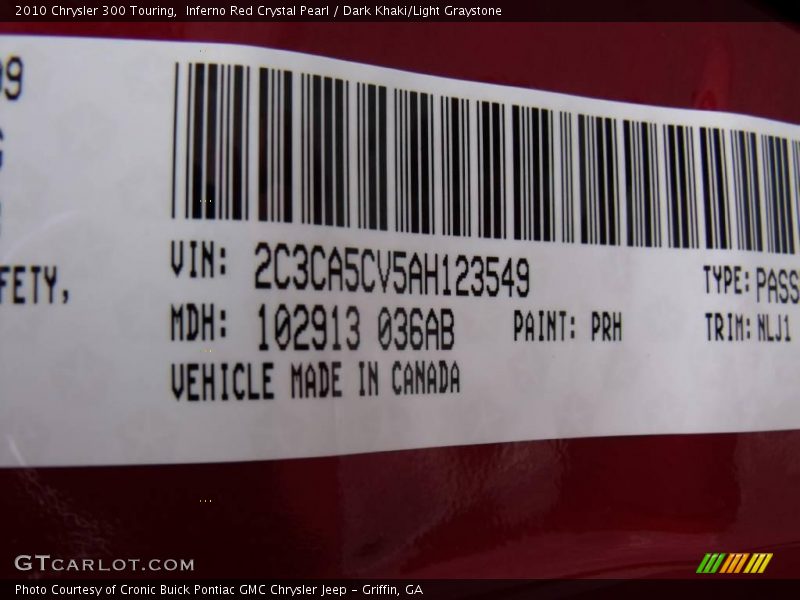 2010 Chrysler 300 Touring,  Inferno Red Crystal Pearl / Dark Khaki/Light Graystone
VIN: 2C3CA5CV5AH123549
TYPE: PASS
FETY,
MDH: 102913 036AB
PAINT: PRH
TRIM: NLJ1
VEHICLE MADE IN CANADA
GTCARLOT.COM
Photo Courtesy of Cronic Buick Pontiac GMC Chrysler Jeep - Griffin, GA